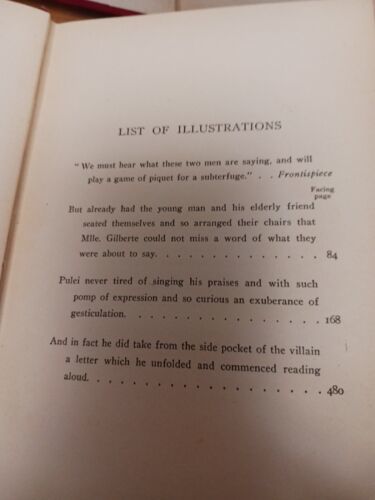 LIST OF ILLUSTRATIONS
"We must hear what these two men are saying, and will
play a game of piquet for a subterfuge." . . Frontispiece
Facing
page
But already had the young man and his elderly friend
seated themselves and so arranged their chairs that
Mlle. Gilberte could not miss a word of what they
were about to say. . . . . . . . . . . . . 84
Pulei never tired of singing his praises and with such
pomp of expression and so curious an exuberance of
gesticulation. . . . . . . . . . . . . . 168
And in fact he did take from the side pocket of the villain
a letter which he unfolded and commenced reading
aloud. . . . . . . . . . . . . . . . . . 480